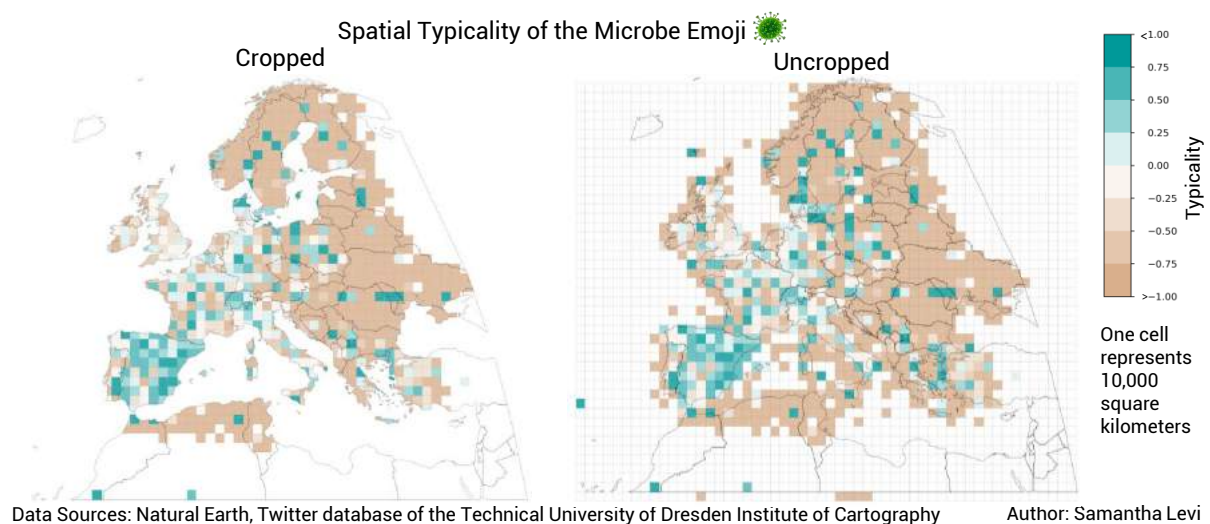 Spatial Typicality of the Microbe Emoji
Cropped
Uncropped
<1.00
0.75
0.50
0.25
0.00
−0.25
−0.50
−0.75
>−1.00
Typicality
One cell
represents
10,000
square
kilometers
Data Sources: Natural Earth, Twitter database of the Technical University of Dresden Institute of Cartography
Author: Samantha Levi